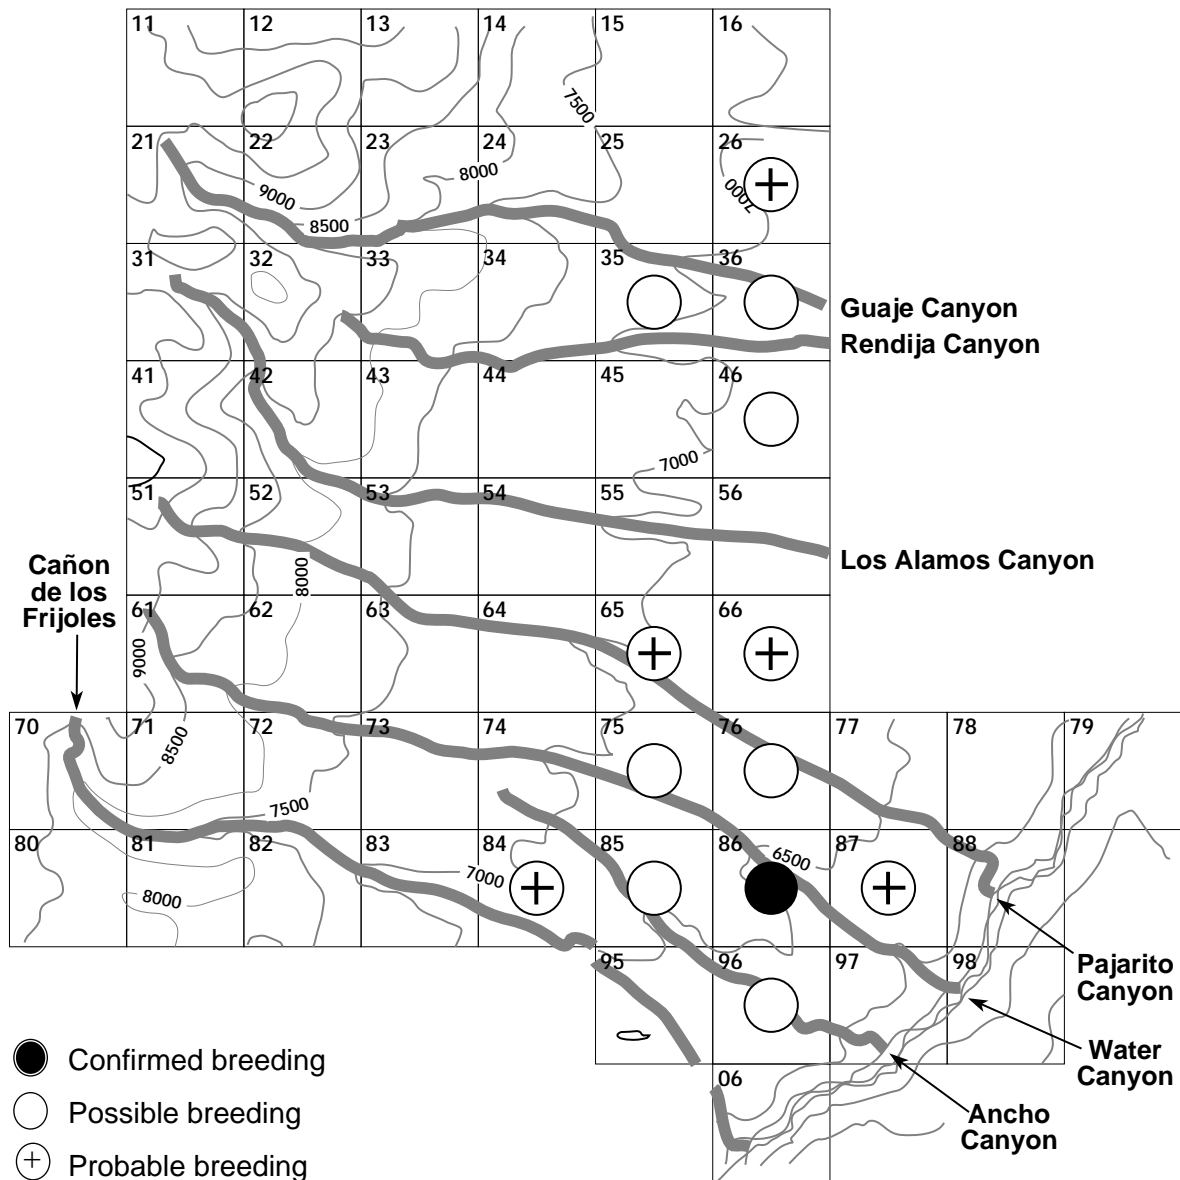 11 12 13 14 15 16
7500
21 22 23 24 25 26
8000
9000
7000
8500
31 32 33 34 35 36
Guaje Canyon
Rendija Canyon
41 42 43 44 45 46
7000
51 52 53 54 55 56
Los Alamos Canyon
Cañon
de los
Frijoles
8000
61 62 63 64 65 66
9000
70 71 72 73 74 75 76 77 78 79
8500
7500
80 81 82 83 84 85 86 87 88
6500
7000
8000
95 96 97 98
Pajarito
Canyon
Water
Canyon
06
Ancho
Canyon
Confirmed breeding
Possible breeding
Probable breeding